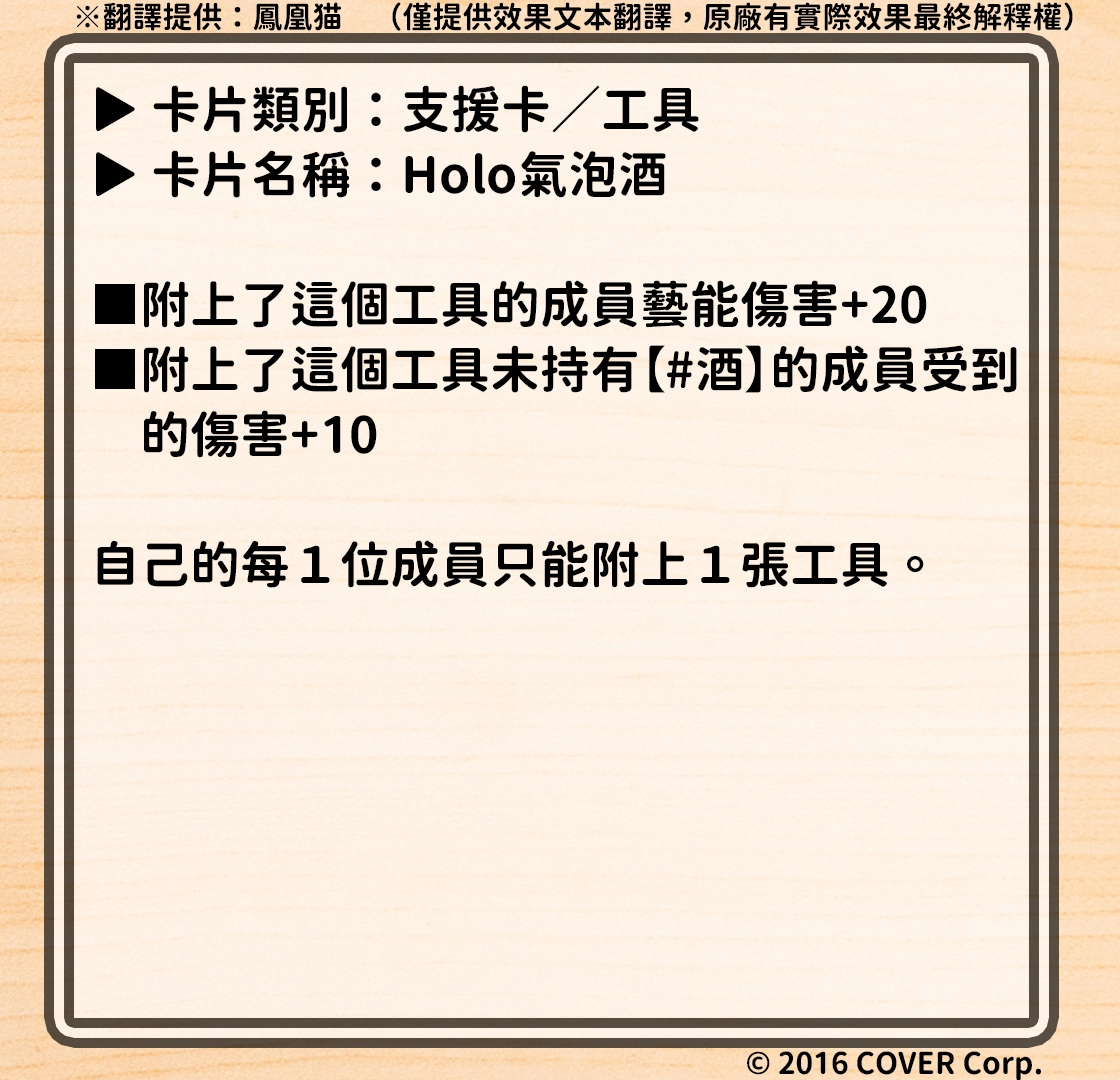 ※翻譯提供：鳳凰猫　（僅提供效果文本翻譯，原廠有實際效果最終解釋權）
▶ 卡片類別：支援卡／工具
▶ 卡片名稱：Holo氣泡酒
■附上了這個工具的成員藝能傷害+20
■附上了這個工具未持有【#酒】的成員受到
的傷害+10
自己的每１位成員只能附上１張工具。
© 2016 COVER Corp.